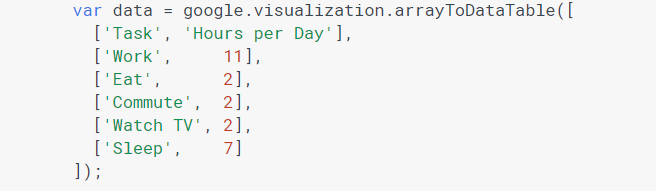 var data = google.visualization.arrayToDataTable([
  ['Task', 'Hours per Day'],
  ['Work',     11],
  ['Eat',      2],
  ['Commute',  2],
  ['Watch TV', 2],
  ['Sleep',    7]
]);